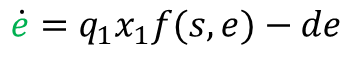 ė = q₁x₁f(s, e) − de